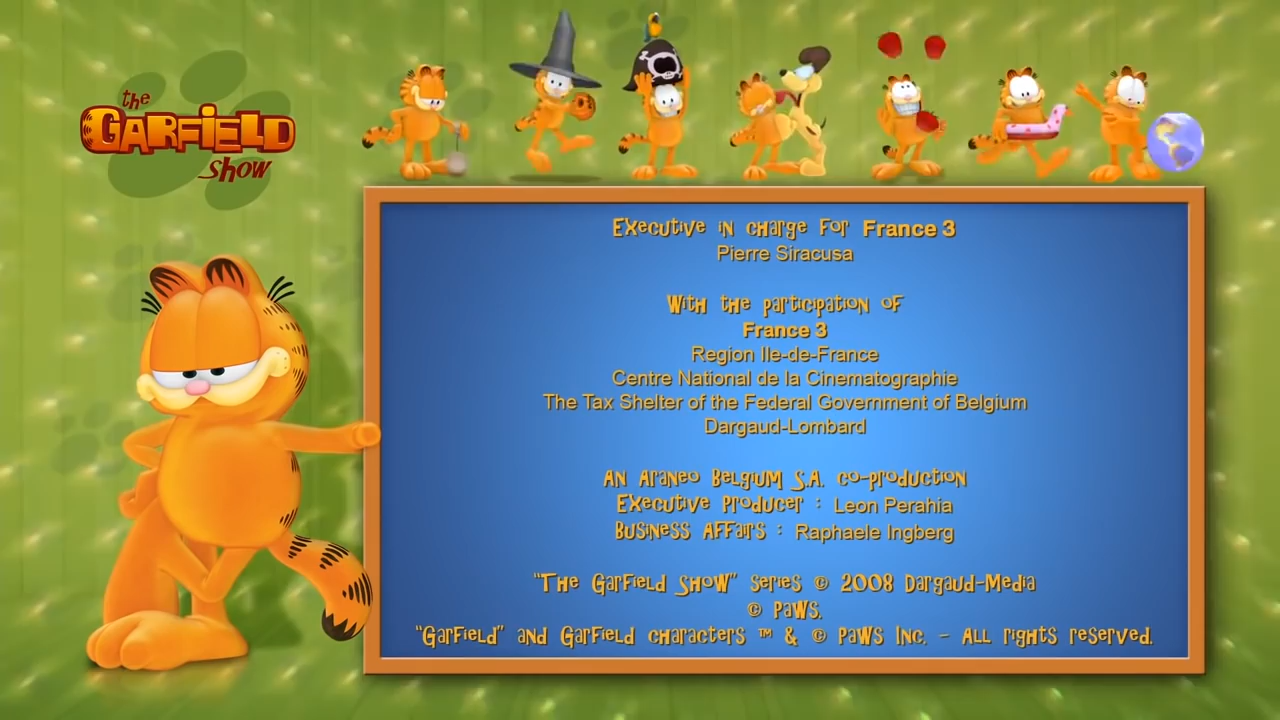 the
GARFIELD
show
Executive in charge for France 3
Pierre Siracusa
With the participation of
France 3
Region Ile-de-France
Centre National de la Cinematographie
The Tax Shelter of the Federal Government of Belgium
Dargaud-Lombard
An Araneo Belgium S.A. co-production
Executive Producer : Leon Perahia
Business Affairs : Raphaele Ingberg
"The Garfield Show" series © 2008 Dargaud-Media
© Paws.
"Garfield" and Garfield characters ™ & © Paws Inc. - All rights reserved.